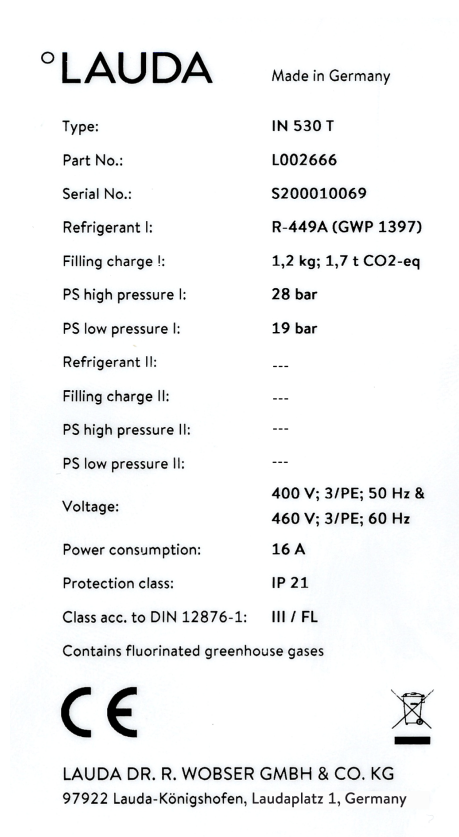 °LAUDA Made in Germany
Type: IN 530 T
Part No.: L002666
Serial No.: S200010069
Refrigerant I: R-449A (GWP 1397)
Filling charge I: 1,2 kg; 1,7 t CO2-eq
PS high pressure I: 28 bar
PS low pressure I: 19 bar
Refrigerant II: ---
Filling charge II: ---
PS high pressure II: ---
PS low pressure II: ---
Voltage: 400 V; 3/PE; 50 Hz &
460 V; 3/PE; 60 Hz
Power consumption: 16 A
Protection class: IP 21
Class acc. to DIN 12876-1: III / FL
Contains fluorinated greenhouse gases
CE
LAUDA DR. R. WOBSER GMBH & CO. KG
97922 Lauda-Königshofen, Laudaplatz 1, Germany